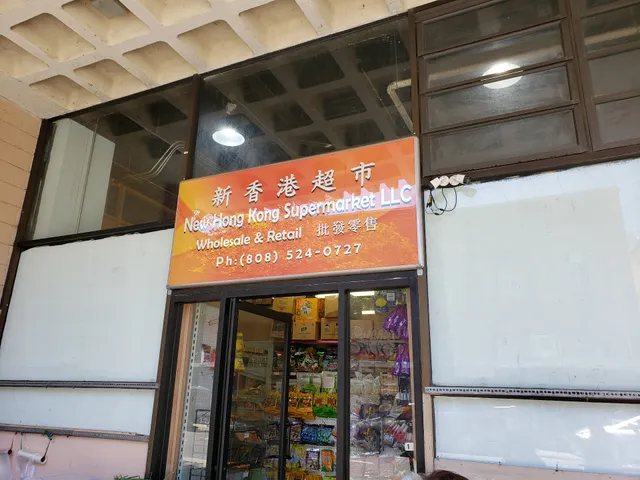 新香港超市
New Hong Kong Supermarket LLC
Wholesale & Retail 批發零售
Ph:(808) 524-0727